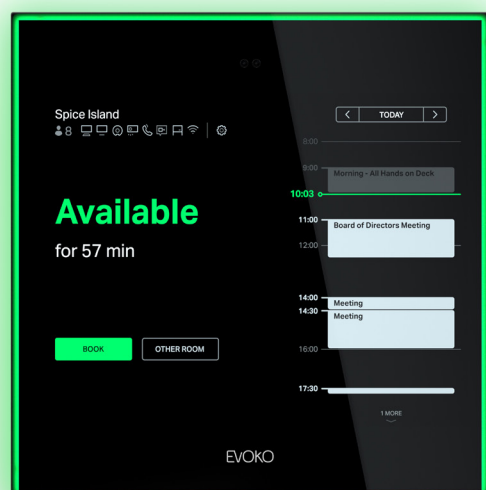 Spice Island
8
Available
for 57 min
BOOK
OTHER ROOM
TODAY
8:00
9:00
Morning - All Hands on Deck
10:03
11:00
Board of Directors Meeting
12:00
14:00
Meeting
14:30
Meeting
16:00
17:30
1 MORE
EVOKO